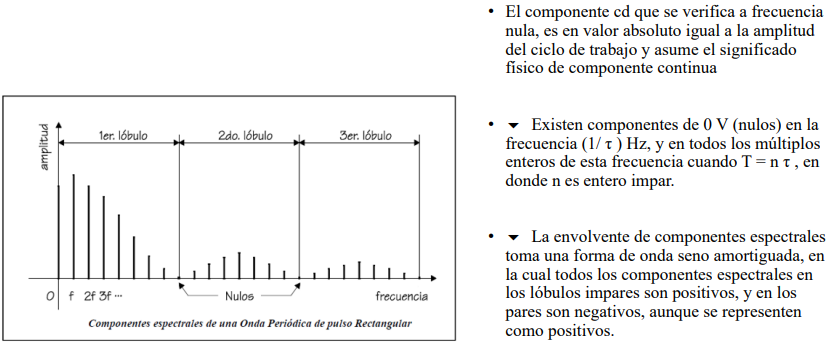 • El componente cd que se verifica a frecuencia
nula, es en valor absoluto igual a la amplitud
del ciclo de trabajo y asume el significado
físico de componente continua
• ▾ Existen componentes de 0 V (nulos) en la
frecuencia (1/ τ ) Hz, y en todos los múltiplos
enteros de esta frecuencia cuando T = n τ , en
donde n es entero impar.
• ▾ La envolvente de componentes espectrales
toma una forma de onda seno amortiguada, en
la cual todos los componentes espectrales en
los lóbulos impares son positivos, y en los
pares son negativos, aunque se representen
como positivos.
amplitud
1er. lóbulo 2do. lóbulo 3er. lóbulo
0 f 2f 3f ··· Nulos frecuencia
Componentes espectrales de una Onda Periódica de pulso Rectangular